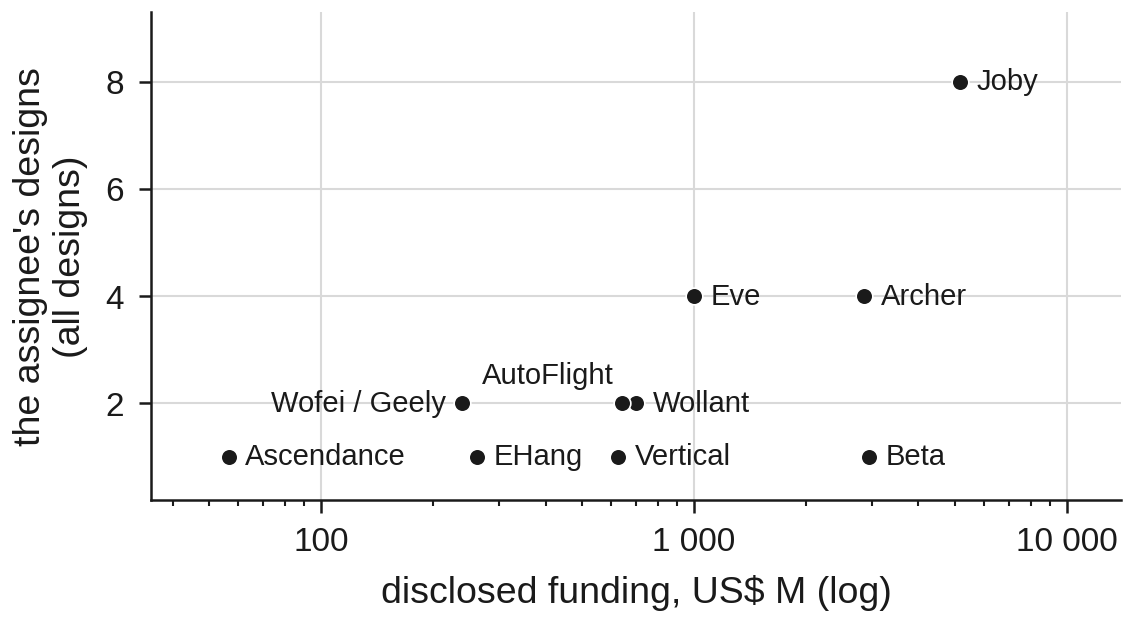 the assignee's designs
(all designs)
8
6
4
2
Joby
Eve
Archer
AutoFlight
Wofei / Geely
Wollant
Ascendance
EHang
Vertical
Beta
100
1 000
10 000
disclosed funding, US$ M (log)